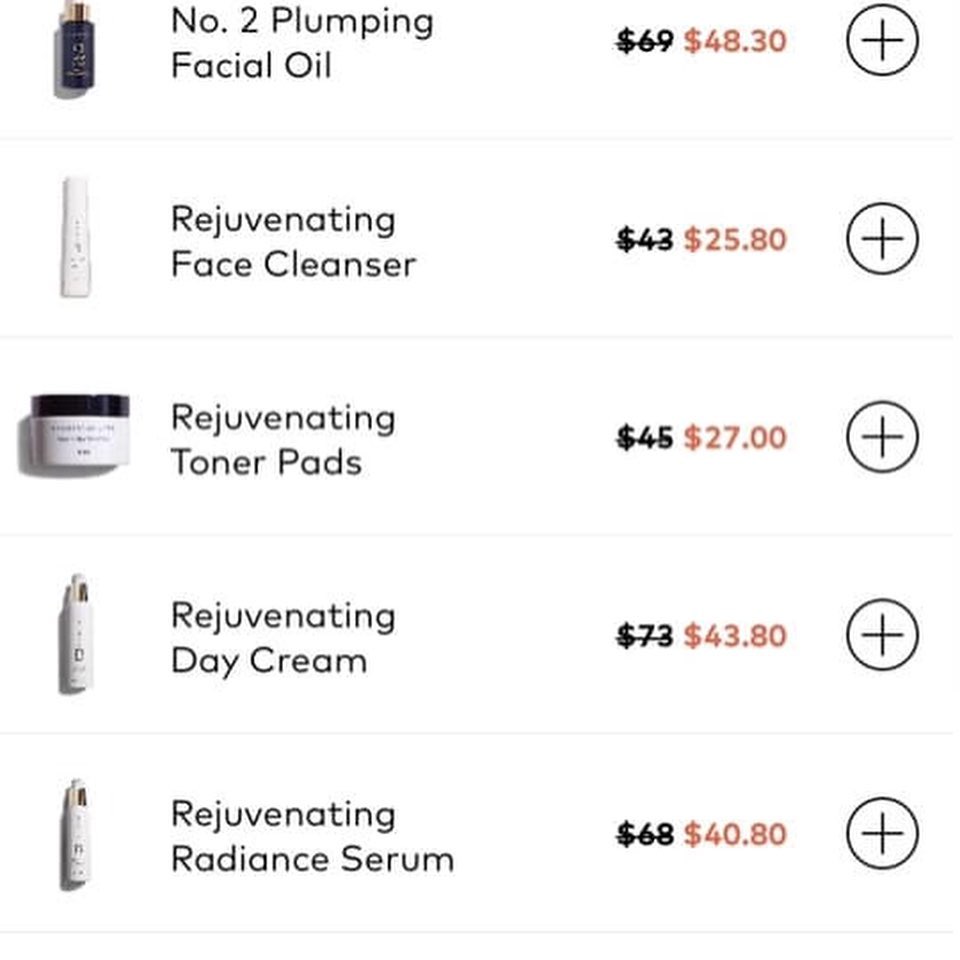 No. 2 Plumping
Facial Oil
$69 $48.30
Rejuvenating
Face Cleanser
$43 $25.80
Rejuvenating
Toner Pads
$45 $27.00
Rejuvenating
Day Cream
$73 $43.80
Rejuvenating
Radiance Serum
$68 $40.80